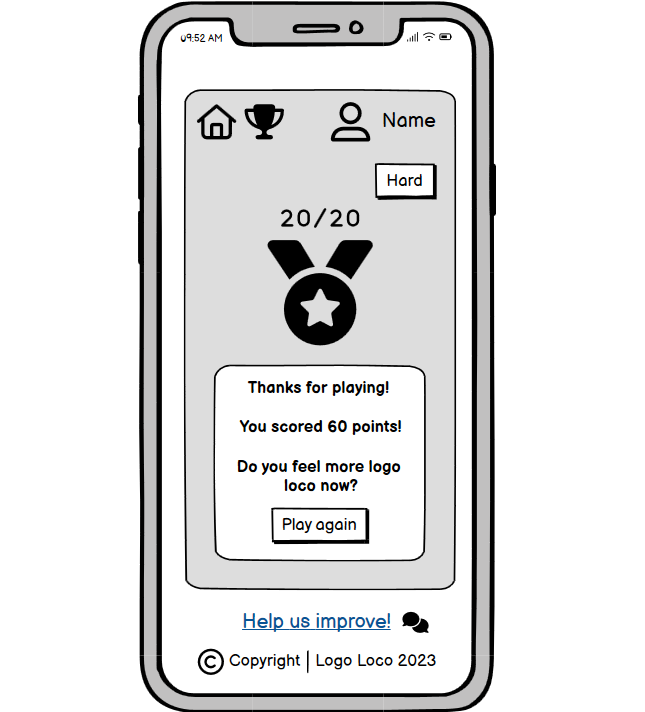 09:52 AM
Name
Hard
20/20
Thanks for playing!
You scored 60 points!
Do you feel more logo
loco now?
Play again
Help us improve!
© Copyright | Logo Loco 2023